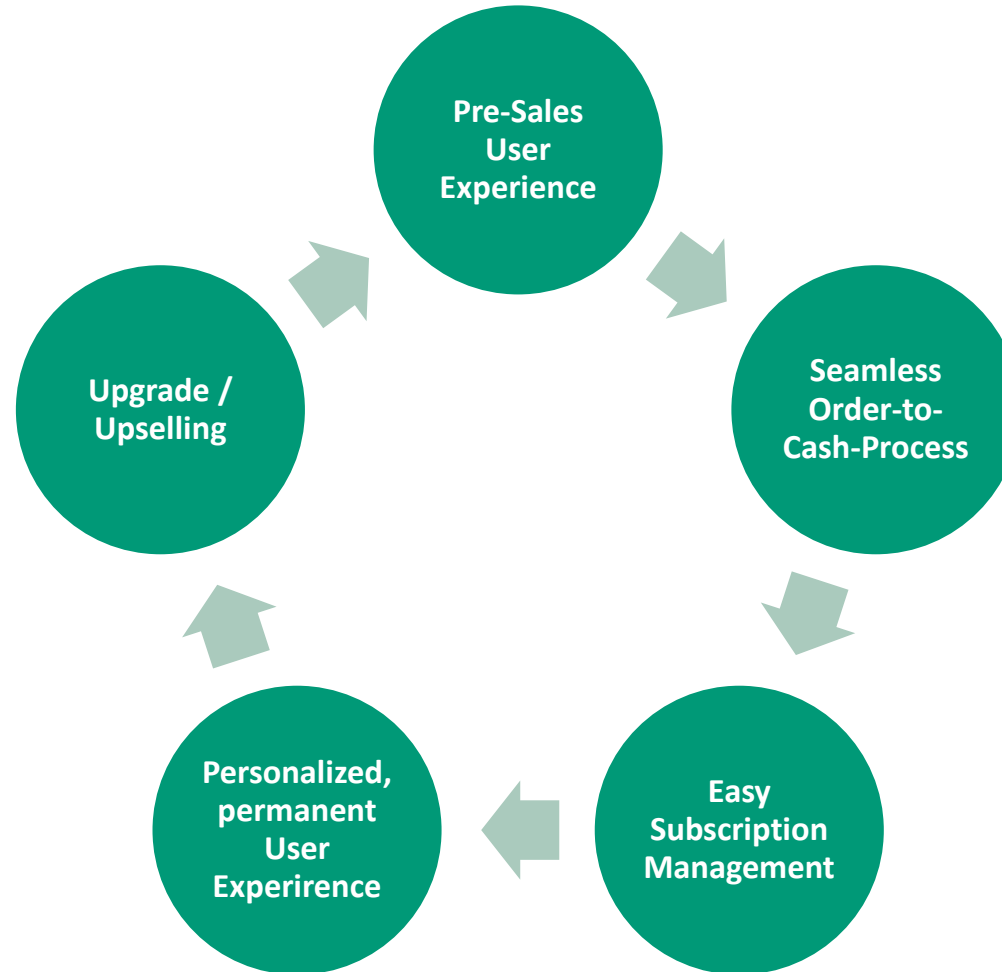 Pre-Sales
User
Experience
Seamless
Order-to-
Cash-Process
Easy
Subscription
Management
Personalized,
permanent
User
Experirence
Upgrade /
Upselling